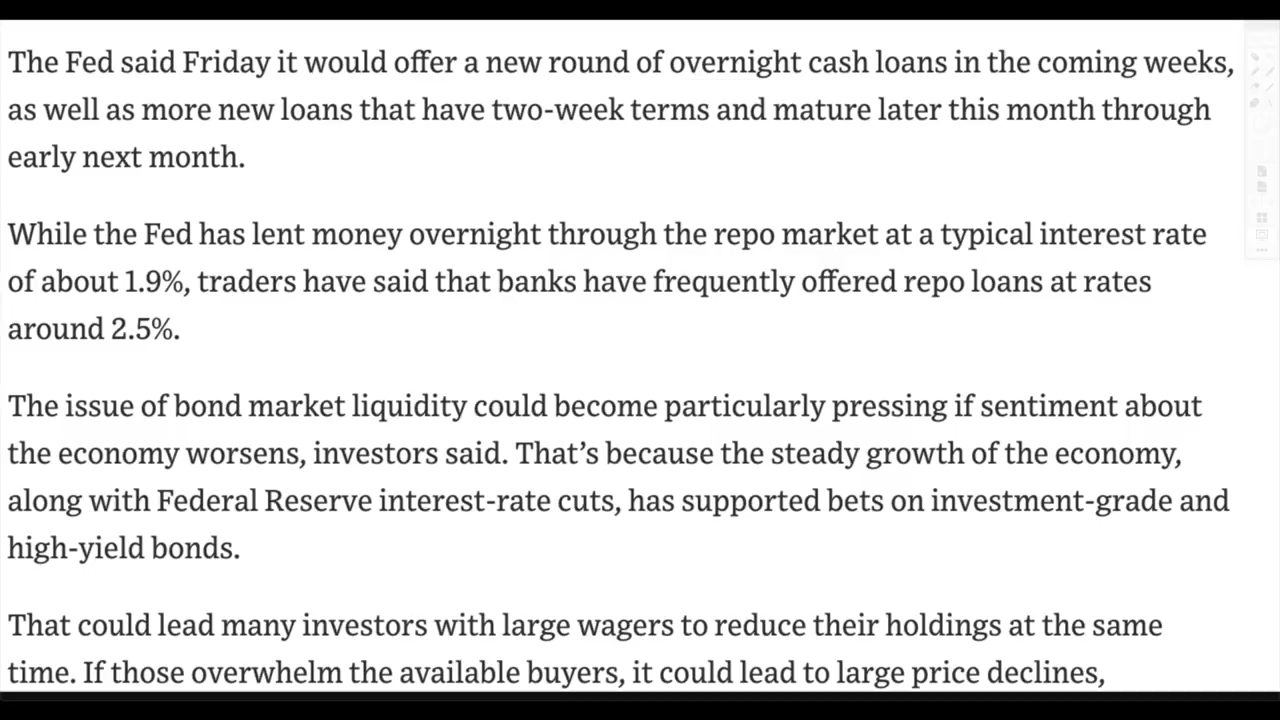 The Fed said Friday it would offer a new round of overnight cash loans in the coming weeks,
as well as more new loans that have two-week terms and mature later this month through
early next month.
While the Fed has lent money overnight through the repo market at a typical interest rate
of about 1.9%, traders have said that banks have frequently offered repo loans at rates
around 2.5%.
The issue of bond market liquidity could become particularly pressing if sentiment about
the economy worsens, investors said. That’s because the steady growth of the economy,
along with Federal Reserve interest-rate cuts, has supported bets on investment-grade and
high-yield bonds.
That could lead many investors with large wagers to reduce their holdings at the same
time. If those overwhelm the available buyers, it could lead to large price declines,